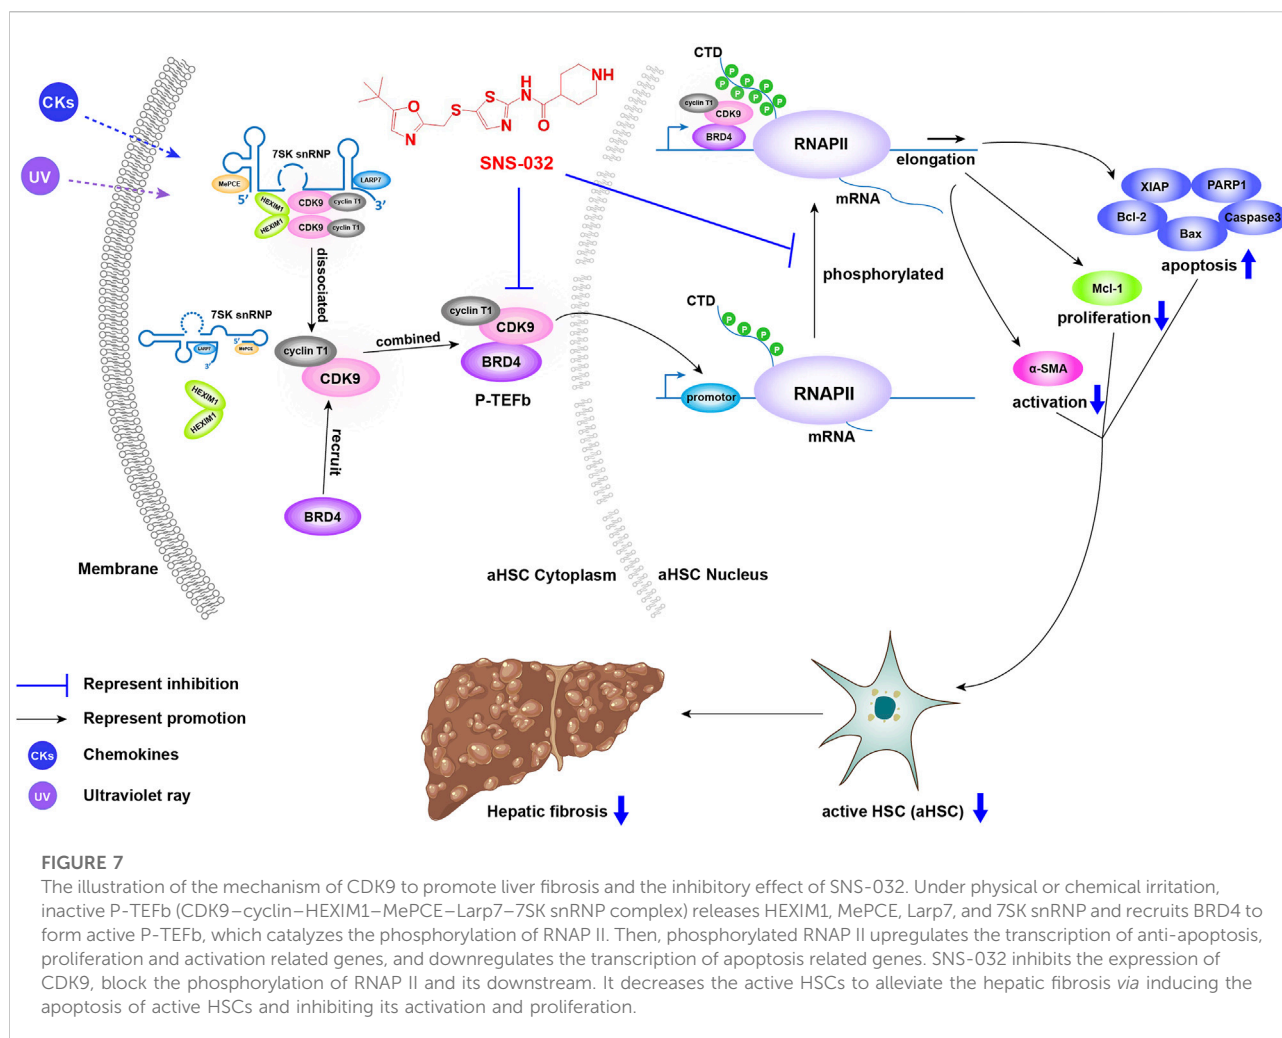 CKs
UV
7SK snRNP
MePCE
5’
HEXIM1
HEXIM1
CDK9
cyclin T1
CDK9
cyclin T1
LARP7
3’
dissociated
7SK snRNP
LARP7
3'
5'
MePCE
HEXIM1
HEXIM1
cyclin T1
CDK9
recruit
BRD4
combined
cyclin T1
CDK9
BRD4
P-TEFb
O
N
S
S
N
H
N
O
NH
SNS-032
Membrane
aHSC Cytoplasm
aHSC Nucleus
CTD
P P P P P P P P P
cyclin T1
CDK9
BRD4
RNAPII
mRNA
elongation
phosphorylated
CTD
P P P P
promotor
RNAPII
mRNA
XIAP
PARP1
Bcl-2
Caspase3
Bax
apoptosis
Mcl-1
proliferation
α-SMA
activation
Represent inhibition
Represent promotion
CKs Chemokines
UV Ultraviolet ray
Hepatic fibrosis
active HSC (aHSC)
FIGURE 7
The illustration of the mechanism of CDK9 to promote liver fibrosis and the inhibitory effect of SNS-032. Under physical or chemical irritation,
inactive P-TEFb (CDK9–cyclin–HEXIM1–MePCE–Larp7–7SK snRNP complex) releases HEXIM1, MePCE, Larp7, and 7SK snRNP and recruits BRD4 to
form active P-TEFb, which catalyzes the phosphorylation of RNAP II. Then, phosphorylated RNAP II upregulates the transcription of anti-apoptosis,
proliferation and activation related genes, and downregulates the transcription of apoptosis related genes. SNS-032 inhibits the expression of
CDK9, block the phosphorylation of RNAP II and its downstream. It decreases the active HSCs to alleviate the hepatic fibrosis via inducing the
apoptosis of active HSCs and inhibiting its activation and proliferation.